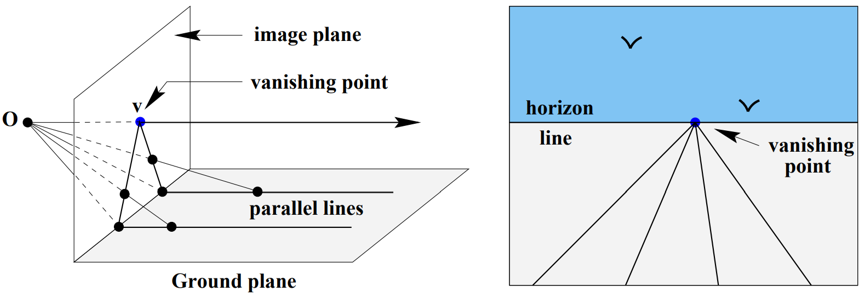 image plane
vanishing point
O
v
parallel lines
Ground plane
horizon
line
vanishing
point